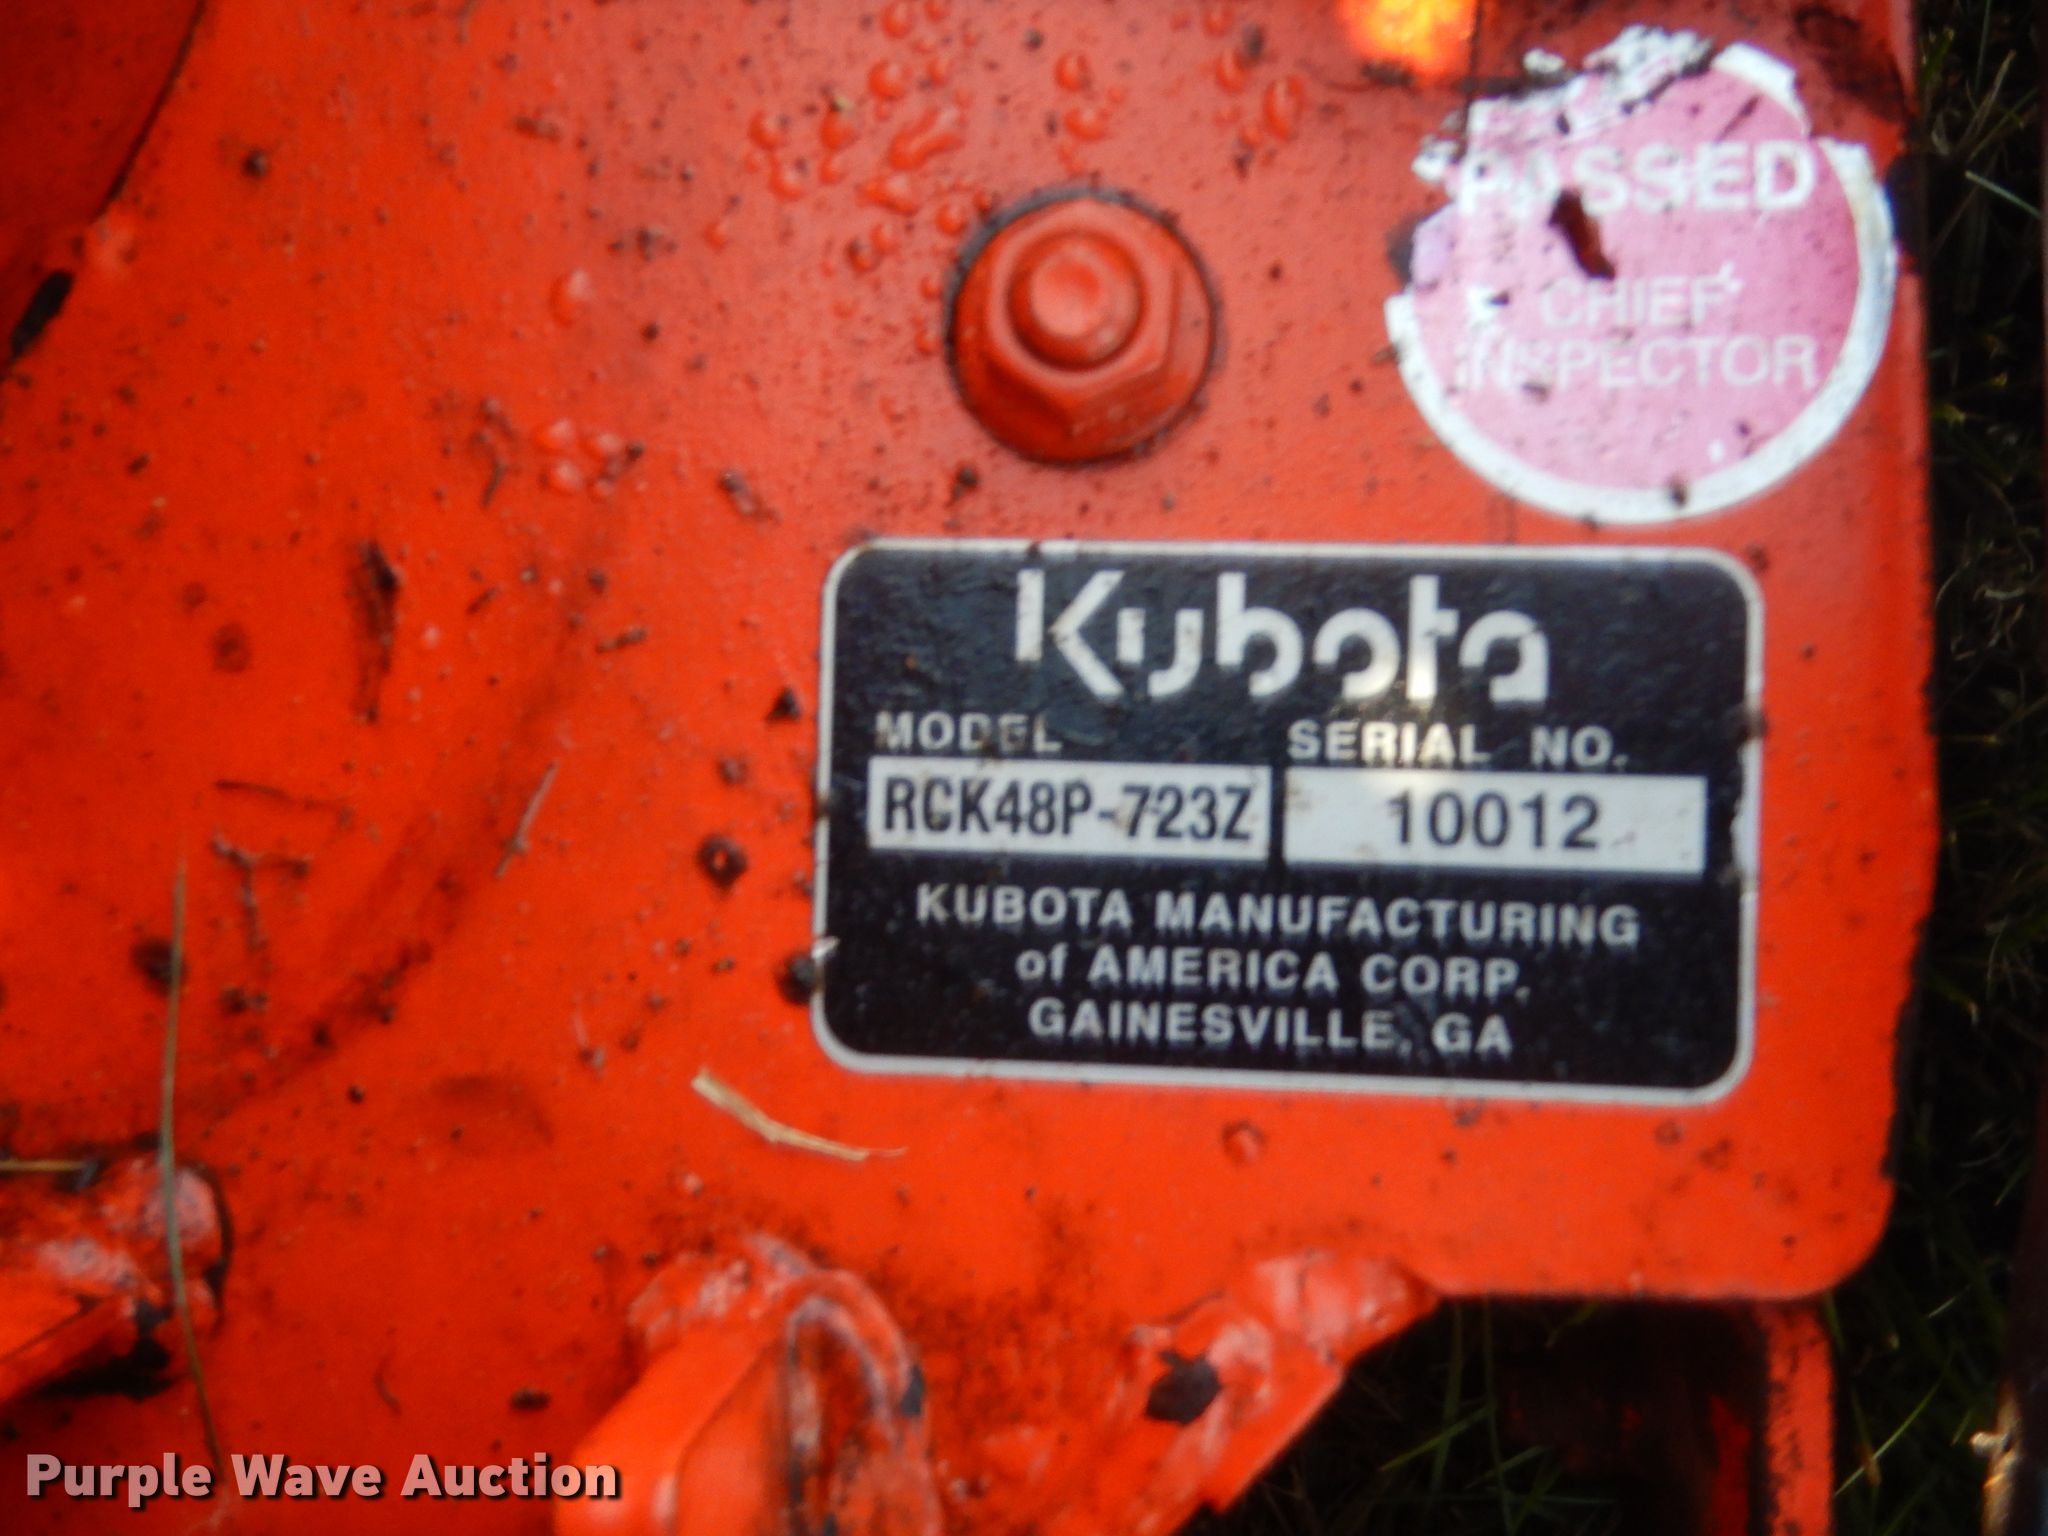 PASSED
CHIEF
INSPECTOR
Kubota
MODEL SERIAL NO.
RCK48P-723Z 10012
KUBOTA MANUFACTURING
of AMERICA CORP.
GAINESVILLE, GA
Purple Wave Auction